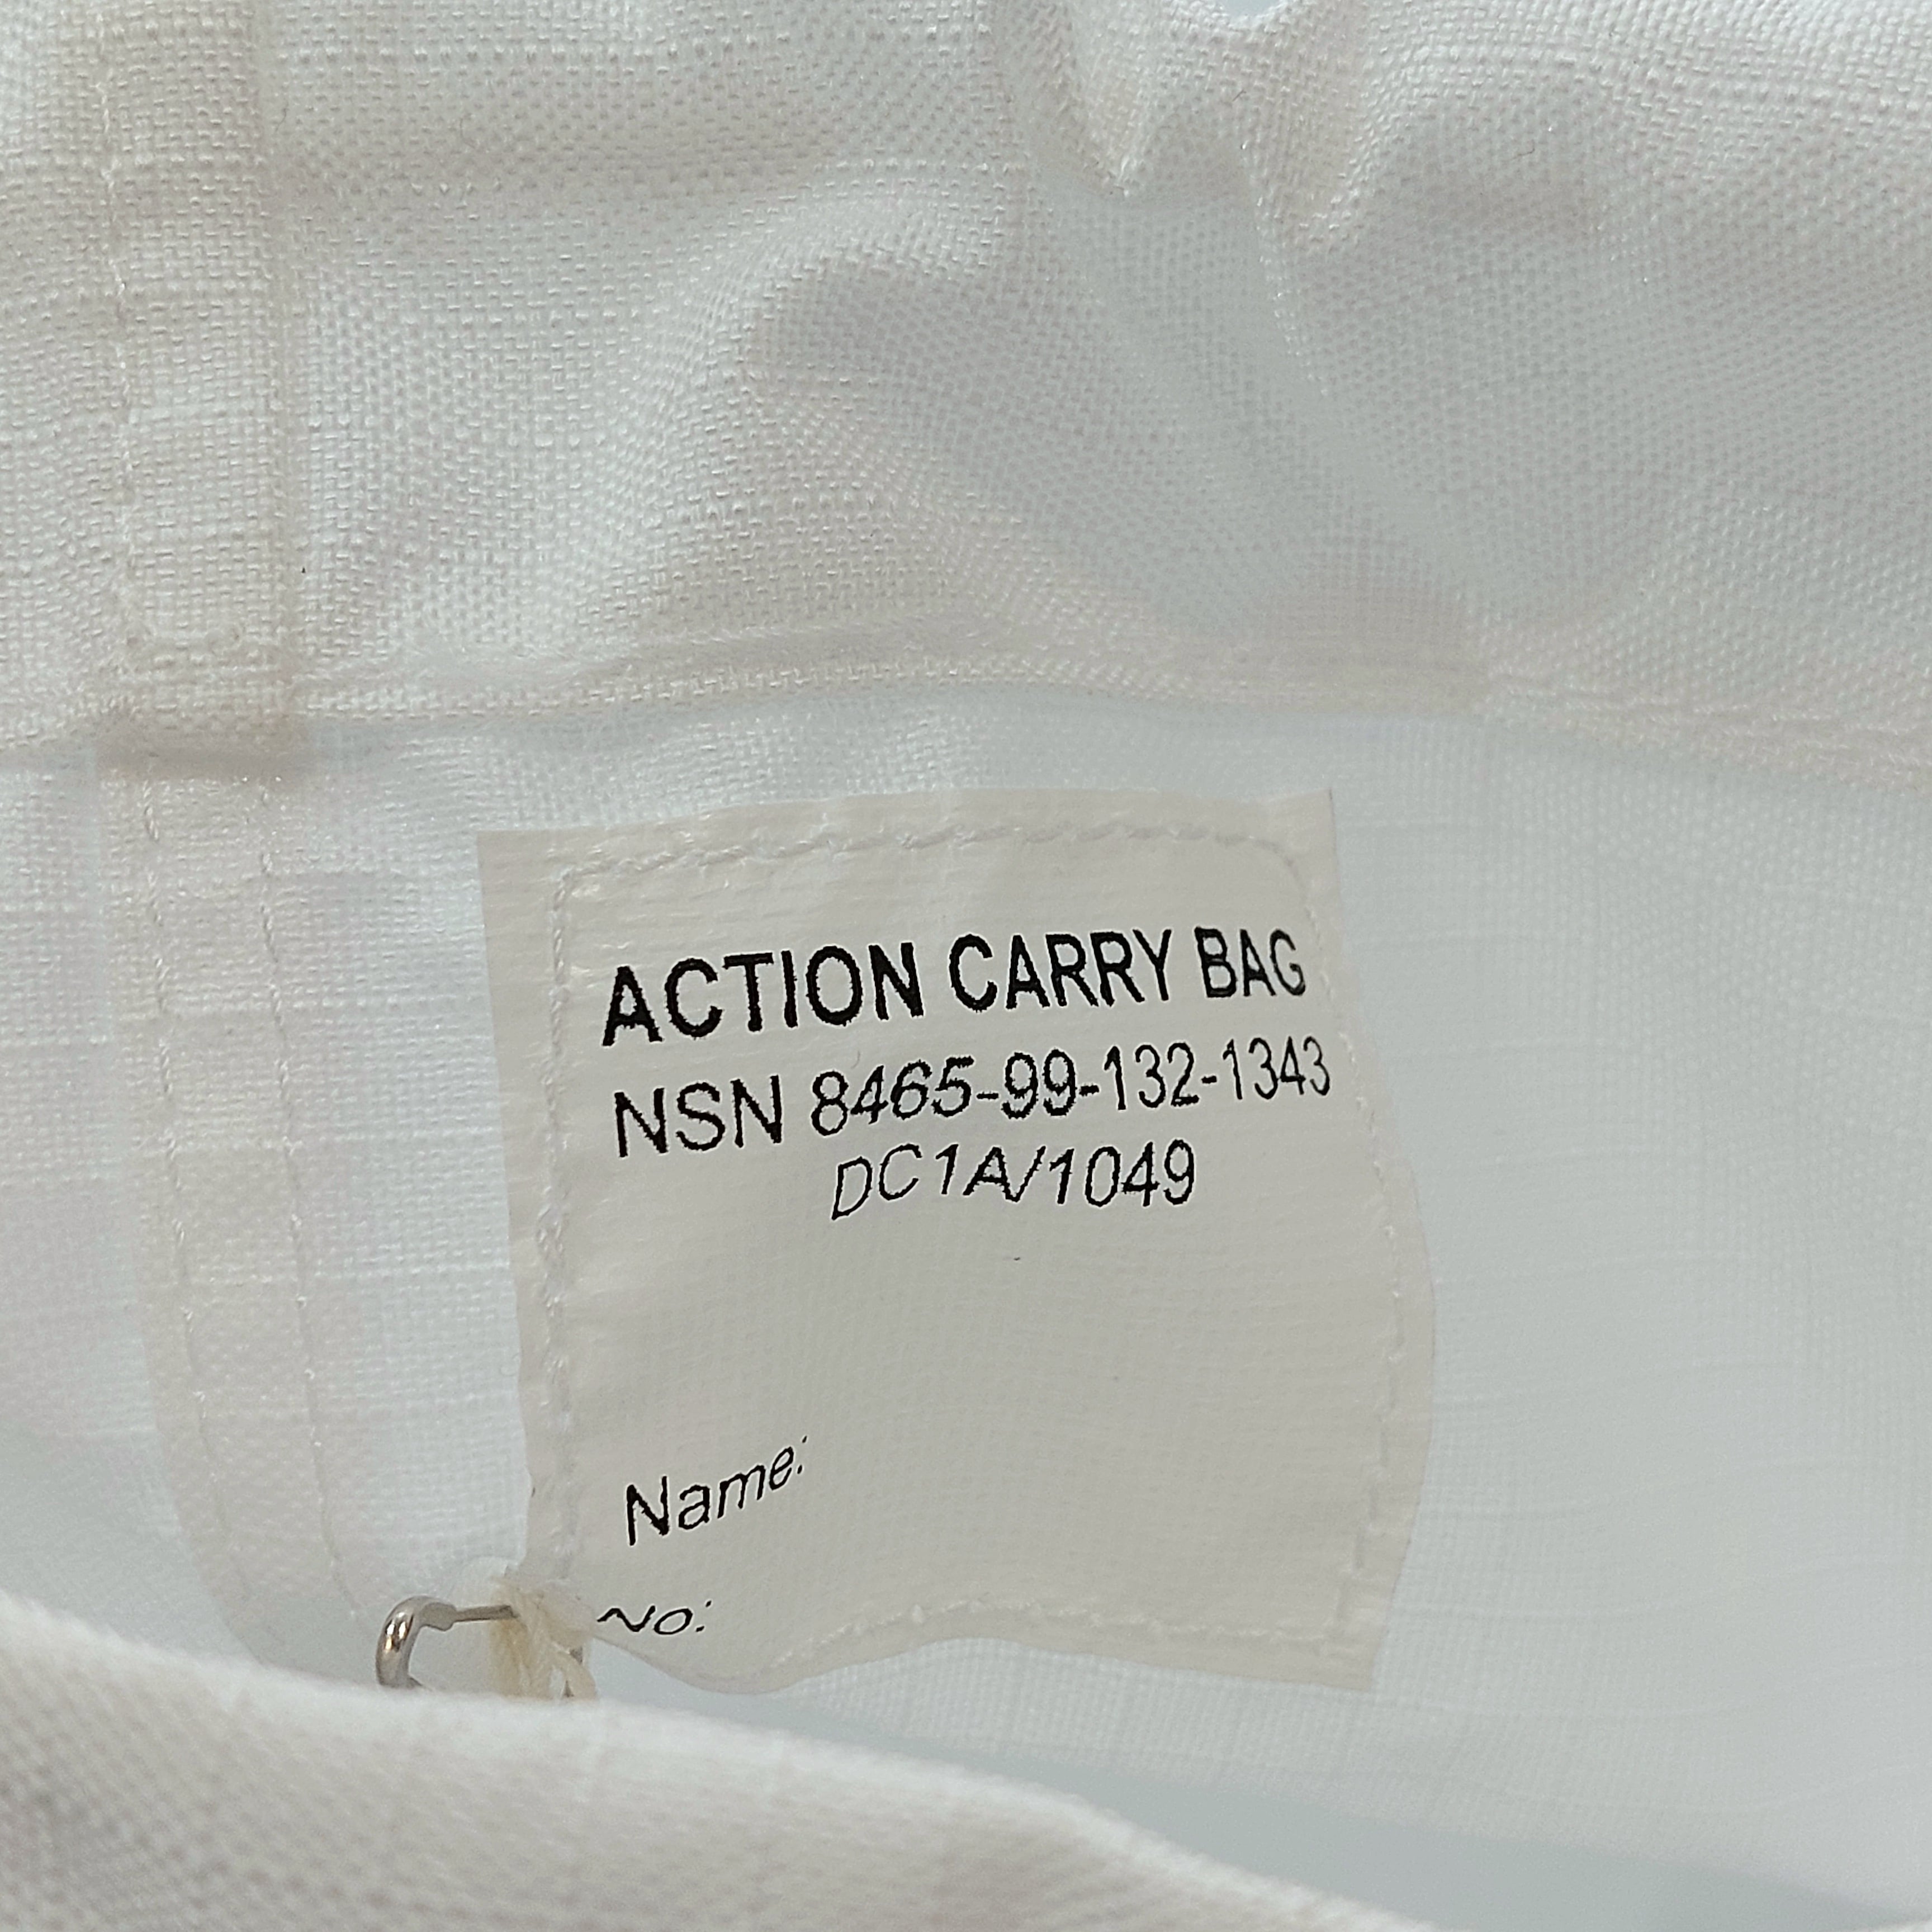 ACTION CARRY BAG
NSN 8465-99-132-1343
DC1A/1049
Name:
No: